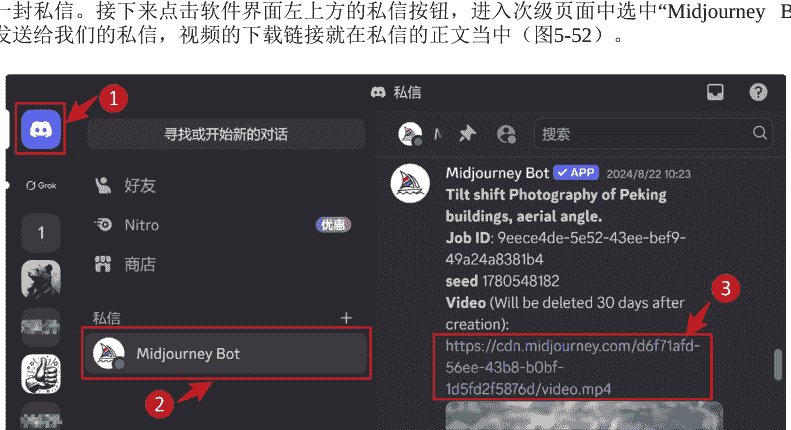 一封私信。接下来点击软件界面左上方的私信按钮，进入次级页面中选中“Midjourney B
发送给我们的私信，视频的下载链接就在私信的正文当中（图5-52）。
1
私信
寻找或开始新的对话
搜索
Grok
好友
1
Nitro
优惠
商店
私信
+
Midjourney Bot
2
Midjourney Bot ✓ APP 2024/8/22 10:23
Tilt shift Photography of Peking
buildings, aerial angle.
Job ID: 9eece4de-5e52-43ee-bef9-
49a24a8381b4
seed 1780548182
Video (Will be deleted 30 days after
creation):
3
https://cdn.midjourney.com/d6f71afd-
56ee-43b8-b0bf-
1d5fd2f5876d/video.mp4